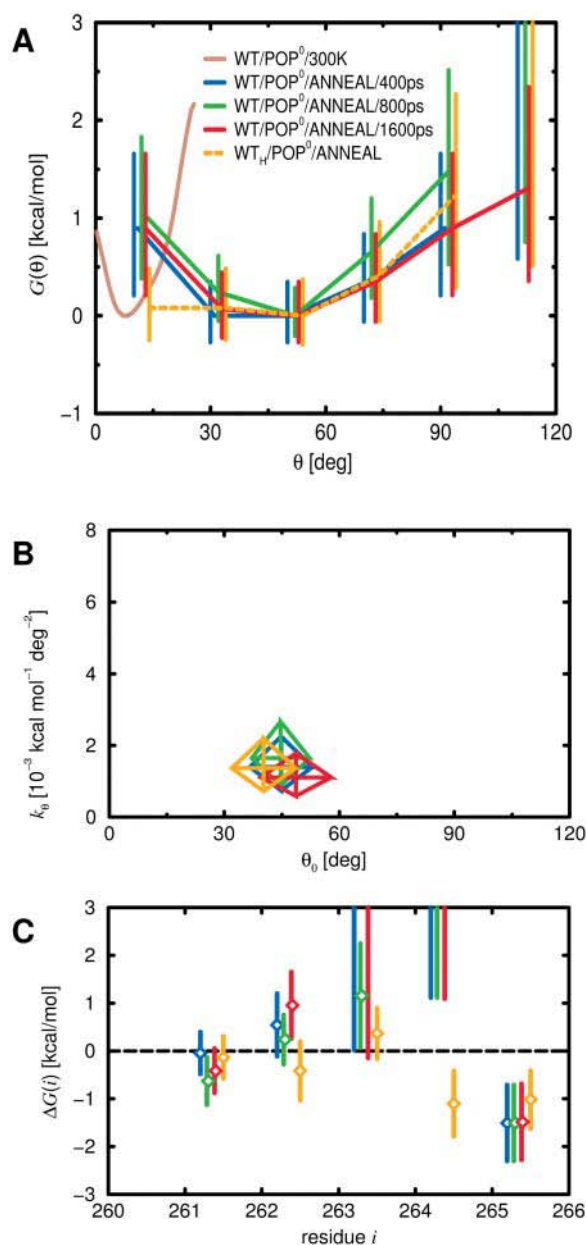 A
3
2
1
0
−1
G(θ) [kcal/mol]
WT/POP⁰/300K
WT/POP⁰/ANNEAL/400ps
WT/POP⁰/ANNEAL/800ps
WT/POP⁰/ANNEAL/1600ps
WT_H/POP⁰/ANNEAL
0 30 60 90 120
θ [deg]
B
8
6
4
2
0
k_θ [10⁻³ kcal mol⁻¹ deg⁻²]
0 30 60 90 120
θ₀ [deg]
C
3
2
1
0
−1
−2
−3
ΔG(i) [kcal/mol]
260 261 262 263 264 265 266
residue i